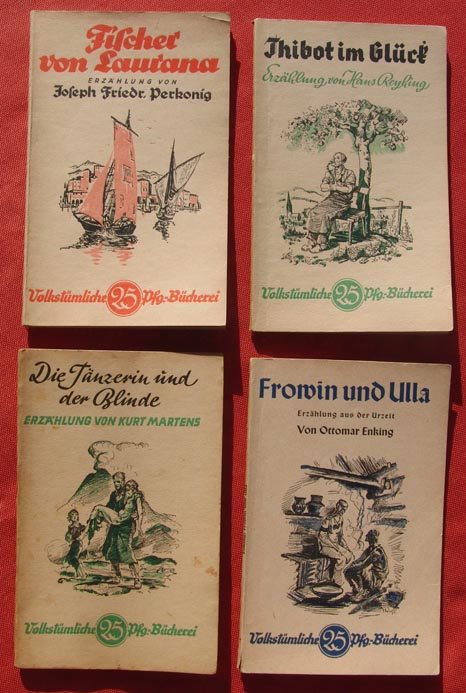 Fischer
von Laurana
ERZÄHLUNG VON
Joseph Friedr. Perkonig
Volkstümliche 25 Pfg.-Bücherei
Thibot im Glück
Erzählung von Hans Reyhing
Volkstümliche 25 Pfg.-Bücherei
Die Tänzerin und
der Blinde
ERZÄHLUNG VON KURT MARTENS
Volkstümliche 25 Pfg.-Bücherei
Frowin und Ulla
Erzählung aus der Urzeit
Von Ottomar Enking
Volkstümliche 25 Pfg.-Bücherei